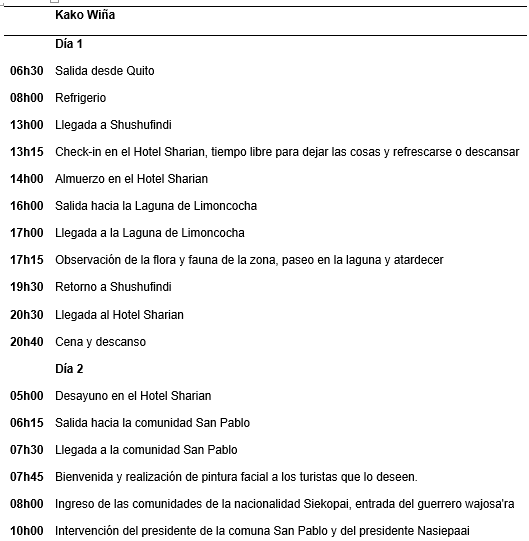 Kako Wiña
Día 1
06h30 Salida desde Quito
08h00 Refrigerio
13h00 Llegada a Shushufindi
13h15 Check-in en el Hotel Sharian, tiempo libre para dejar las cosas y refrescarse o descansar
14h00 Almuerzo en el Hotel Sharian
16h00 Salida hacia la Laguna de Limoncocha
17h00 Llegada a la Laguna de Limoncocha
17h15 Observación de la flora y fauna de la zona, paseo en la laguna y atardecer
19h30 Retorno a Shushufindi
20h30 Llegada al Hotel Sharian
20h40 Cena y descanso
Día 2
05h00 Desayuno en el Hotel Sharian
06h15 Salida hacia la comunidad San Pablo
07h30 Llegada a la comunidad San Pablo
07h45 Bienvenida y realización de pintura facial a los turistas que lo deseen.
08h00 Ingreso de las comunidades de la nacionalidad Siekopai, entrada del guerrero wajosa'ra
10h00 Intervención del presidente de la comuna San Pablo y del presidente Nasiepaai